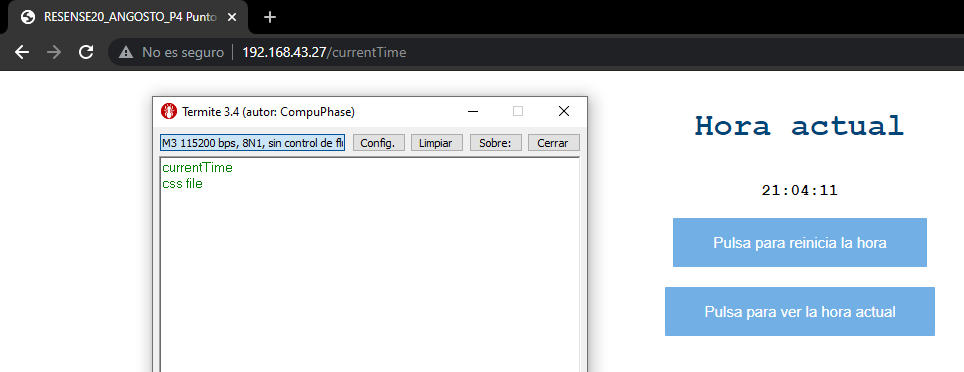 RESENSE20_ANGOSTO_P4 Punto
No es seguro
192.168.43.27/currentTime
Termite 3.4 (autor: CompuPhase)
M3 115200 bps, 8N1, sin control de fl
Config.
Limpiar
Sobre:
Cerrar
currentTime
css file
Hora actual
21:04:11
Pulsa para reinicia la hora
Pulsa para ver la hora actual